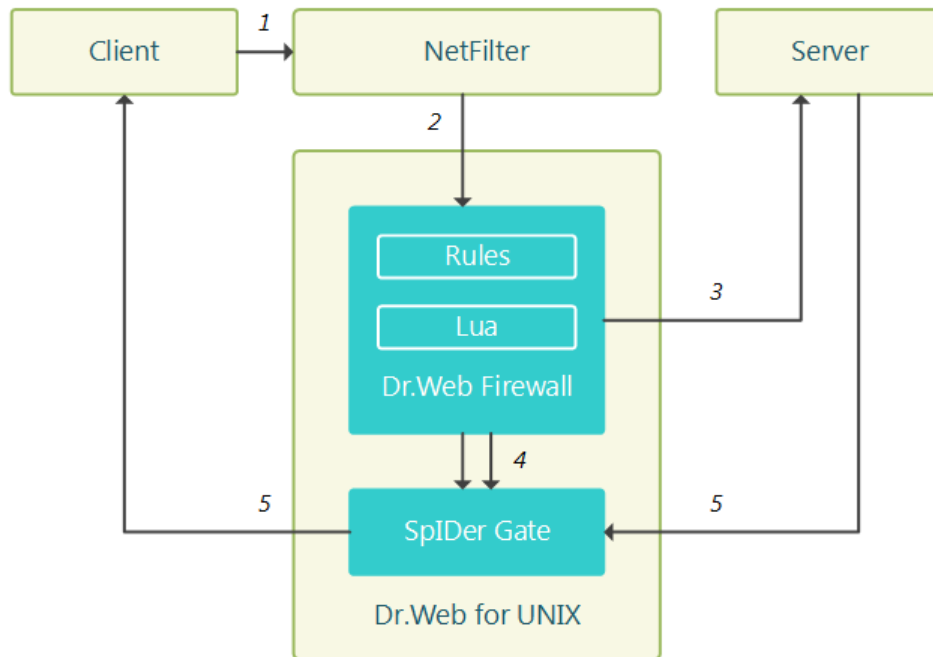 Client
1
NetFilter
Server
2
Rules
Lua
Dr.Web Firewall
3
4
SpIDer Gate
5
5
Dr.Web for UNIX